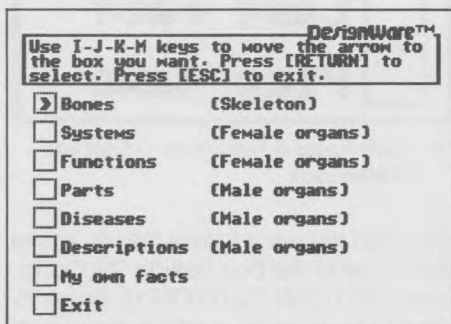 DesignWare™
Use I-J-K-M keys to move the arrow to
the box you want. Press [RETURN] to
select. Press [ESC] to exit.
Bones (Skeleton)
Systems (Female organs)
Functions (Female organs)
Parts (Male organs)
Diseases (Male organs)
Descriptions (Male organs)
My own facts
Exit